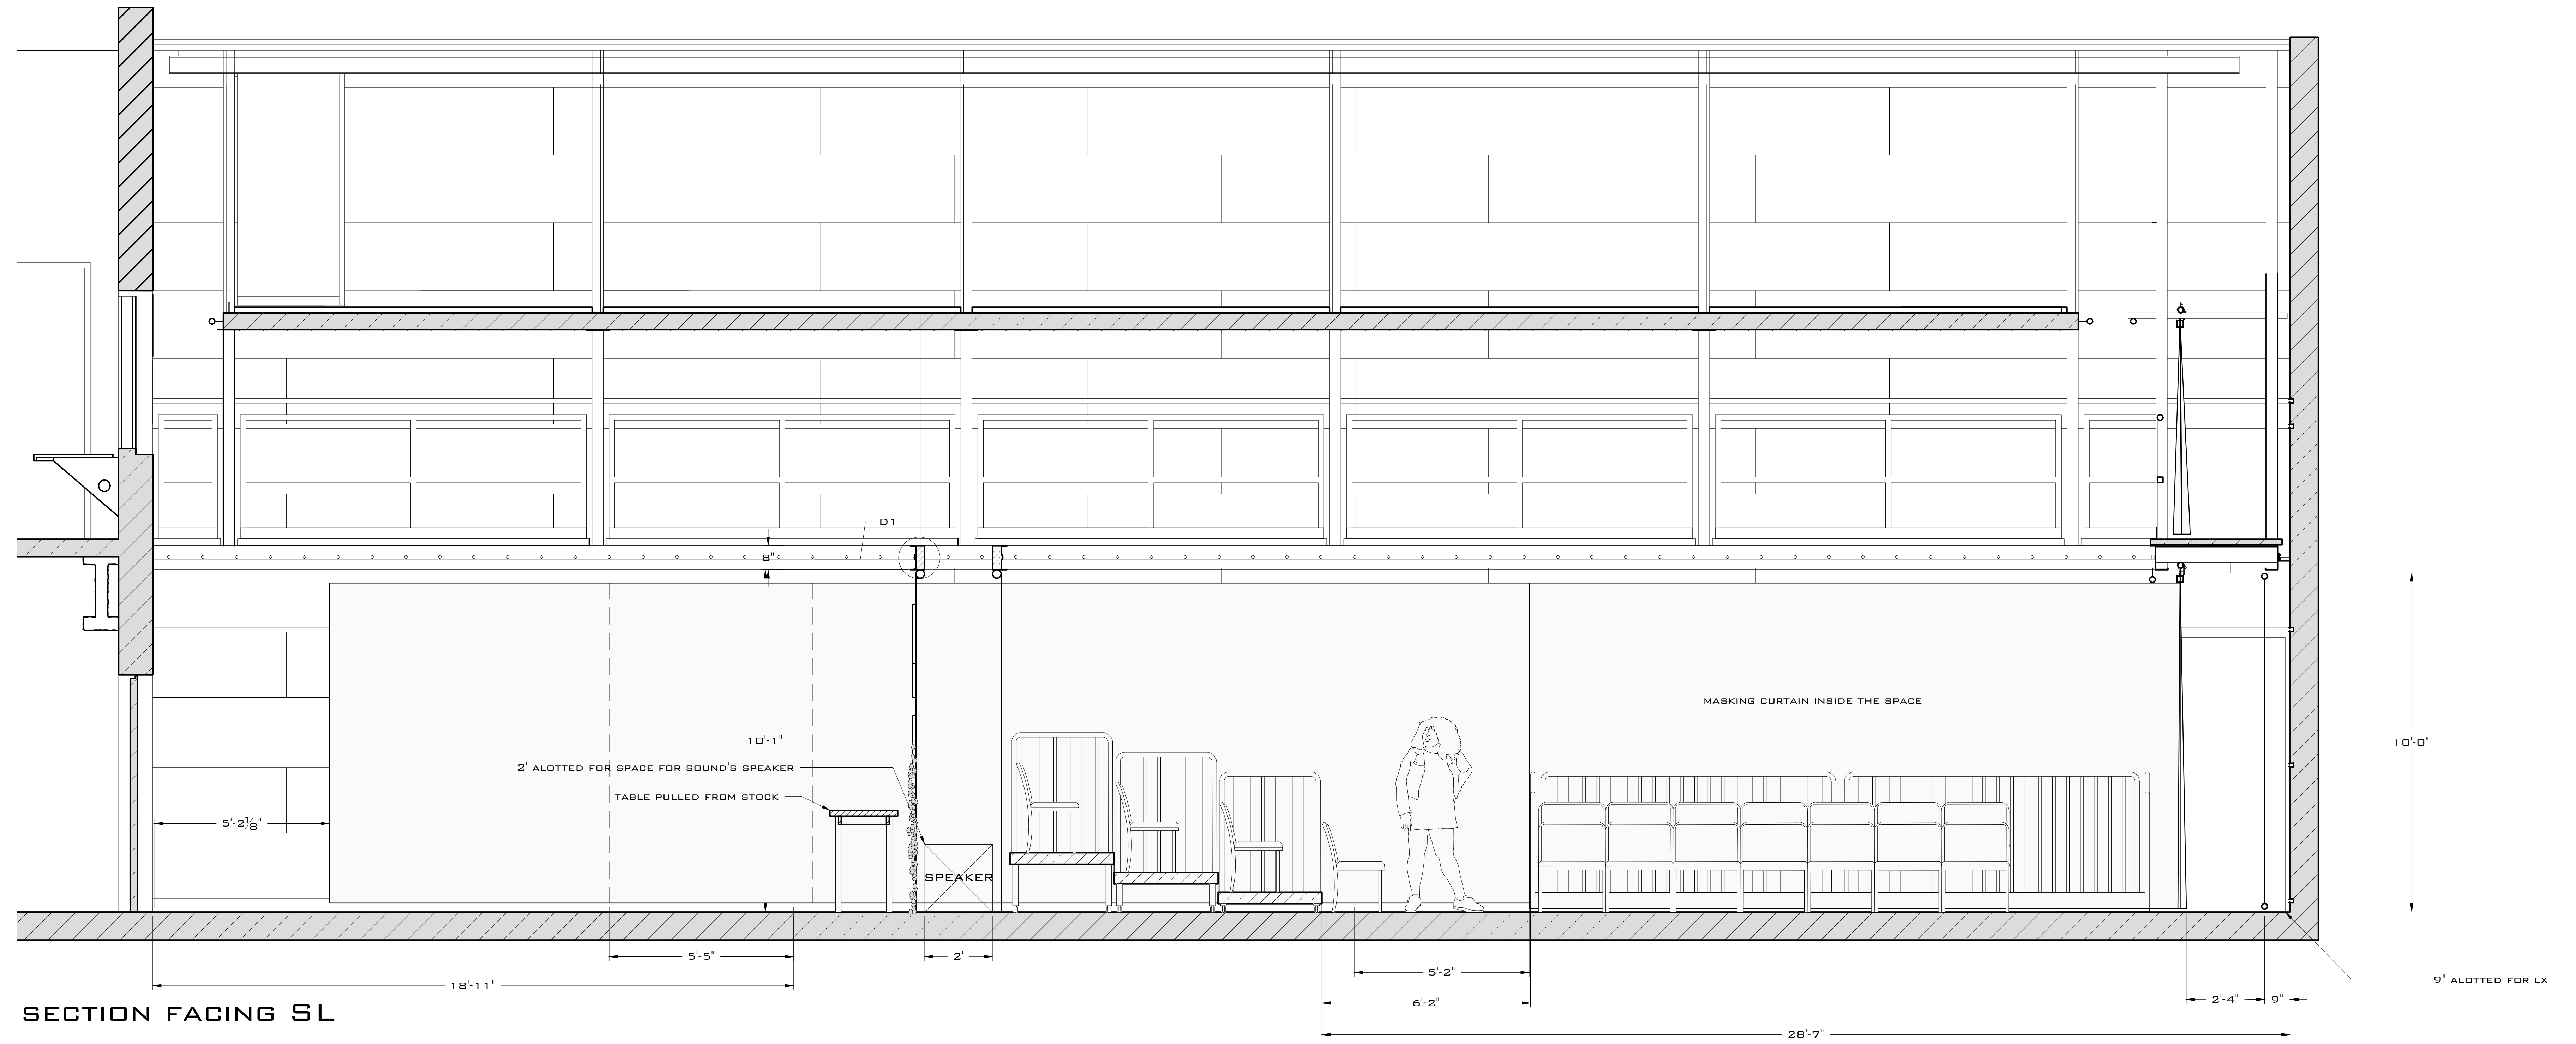 D1
8"
MASKING CURTAIN INSIDE THE SPACE
10'-1"
10'-0"
2' ALOTTED FOR SPACE FOR SOUND'S SPEAKER
TABLE PULLED FROM STOCK
5'-2 1/8"
SPEAKER
5'-5"
2'
5'-2"
9" ALOTTED FOR LX
18'-11"
6'-2"
2'-4"
9"
SECTION FACING SL
28'-7"